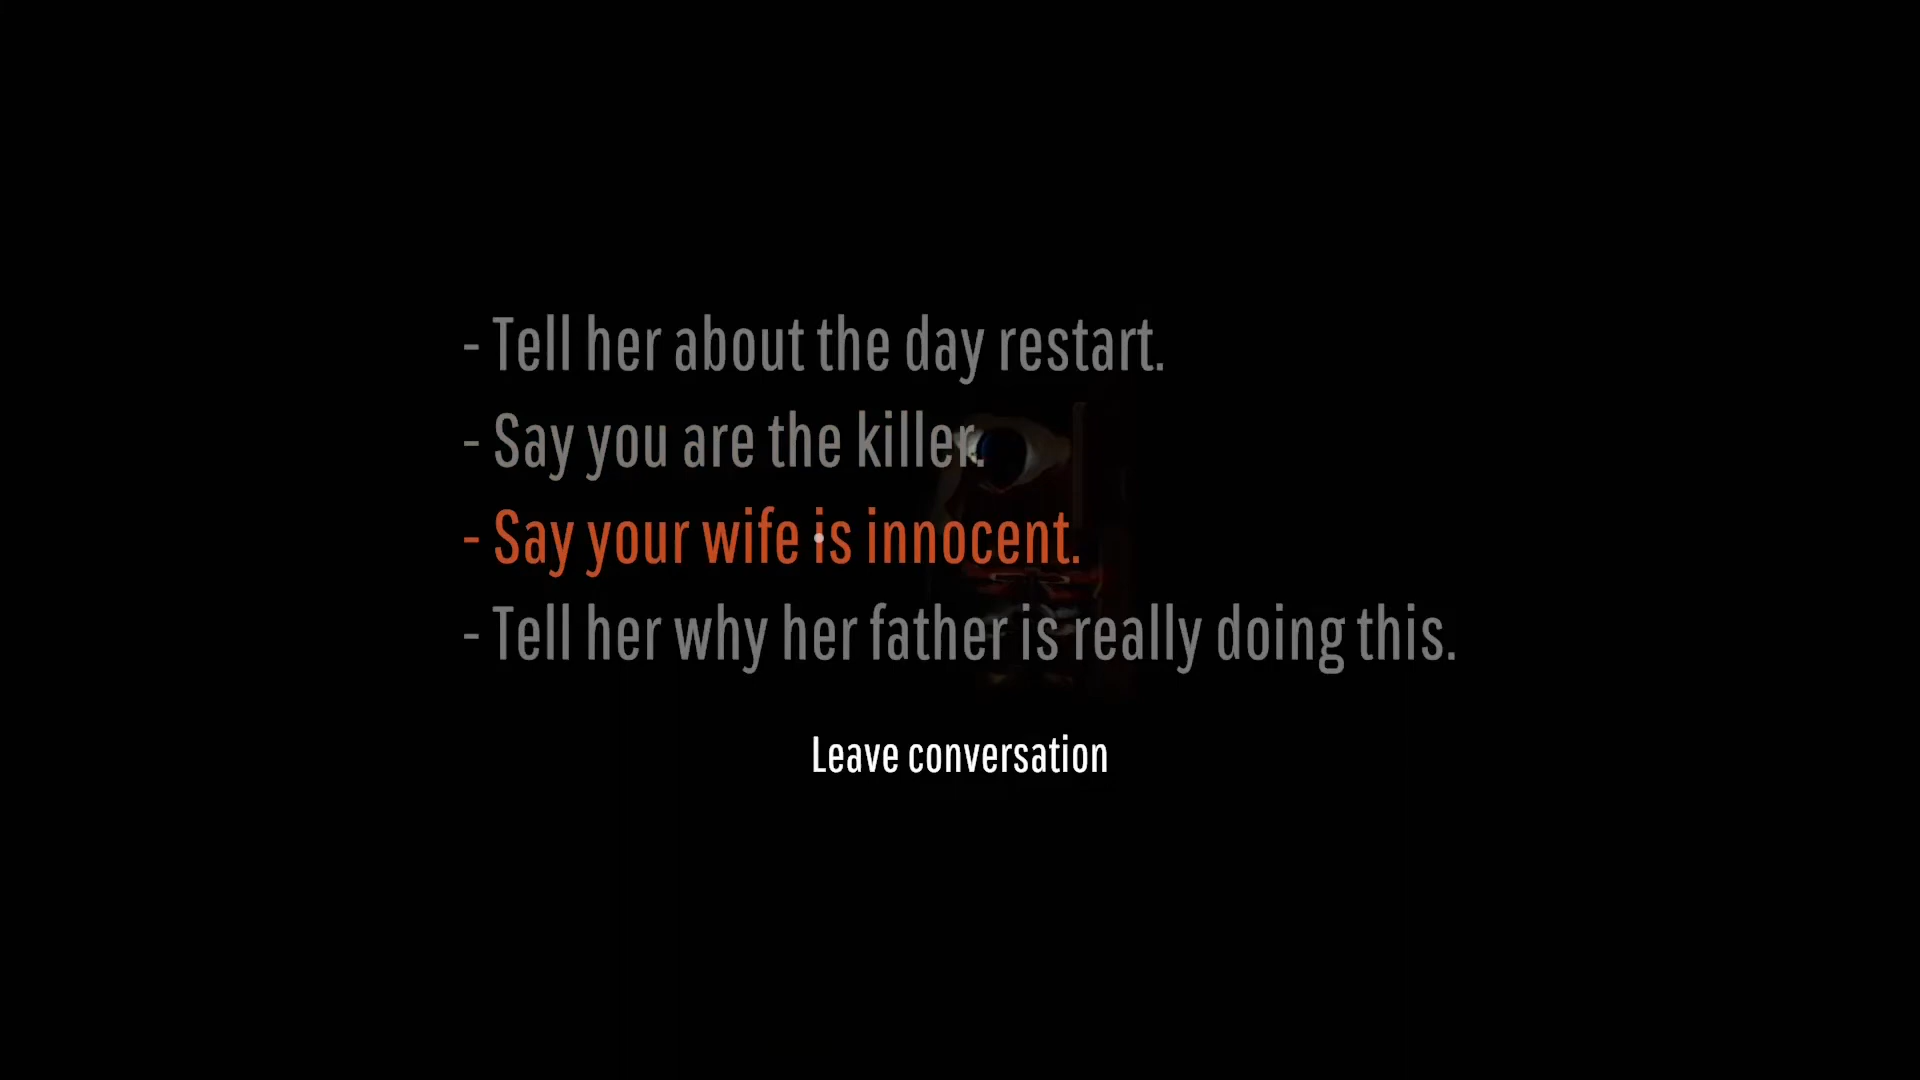 - Tell her about the day restart.
- Say you are the killer.
- Say your wife is innocent.
- Tell her why her father is really doing this.
Leave conversation